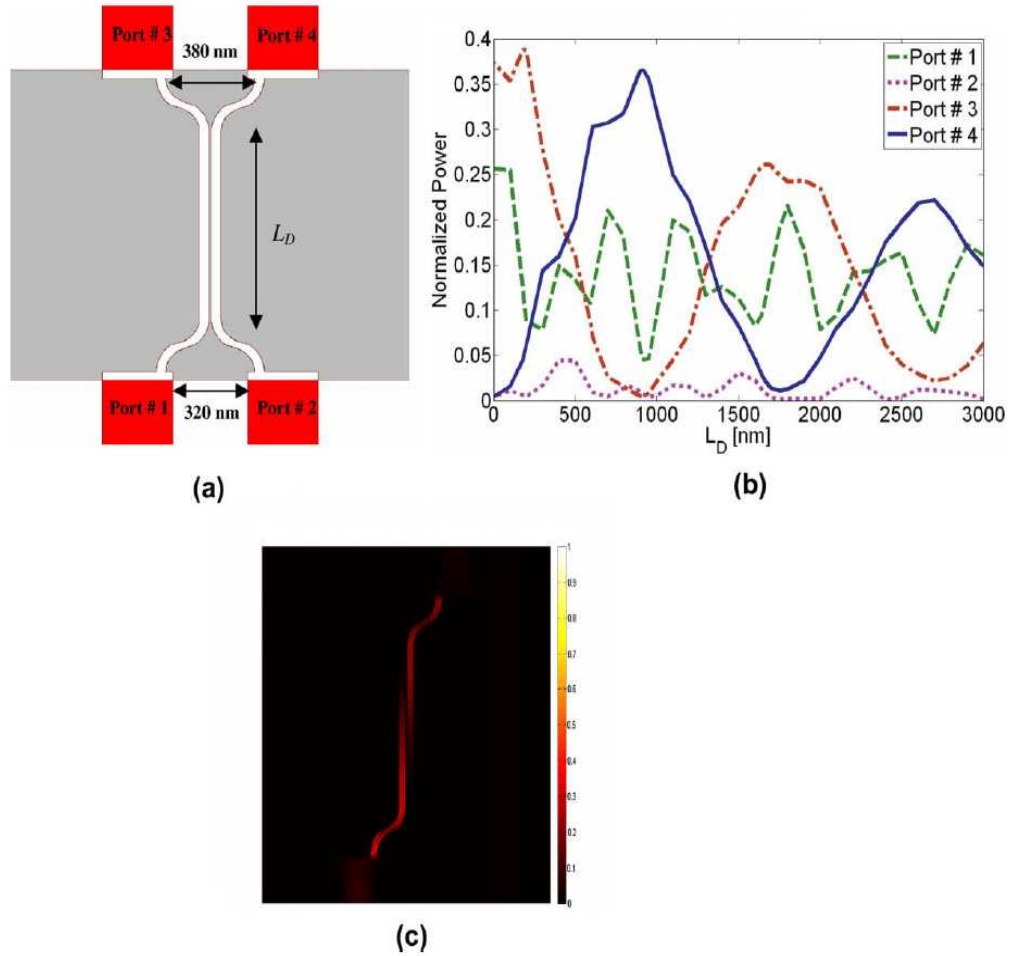 Port # 3
Port # 4
380 nm
L_D
Port # 1
Port # 2
320 nm
(a)
0.4
0.35
0.3
0.25
0.2
0.15
0.1
0.05
0
Normalized Power
0
500
1000
1500
2000
2500
3000
L_D [nm]
Port # 1
Port # 2
Port # 3
Port # 4
(b)
1
0.9
0.8
0.7
0.6
0.5
0.4
0.3
0.2
0.1
0
(c)